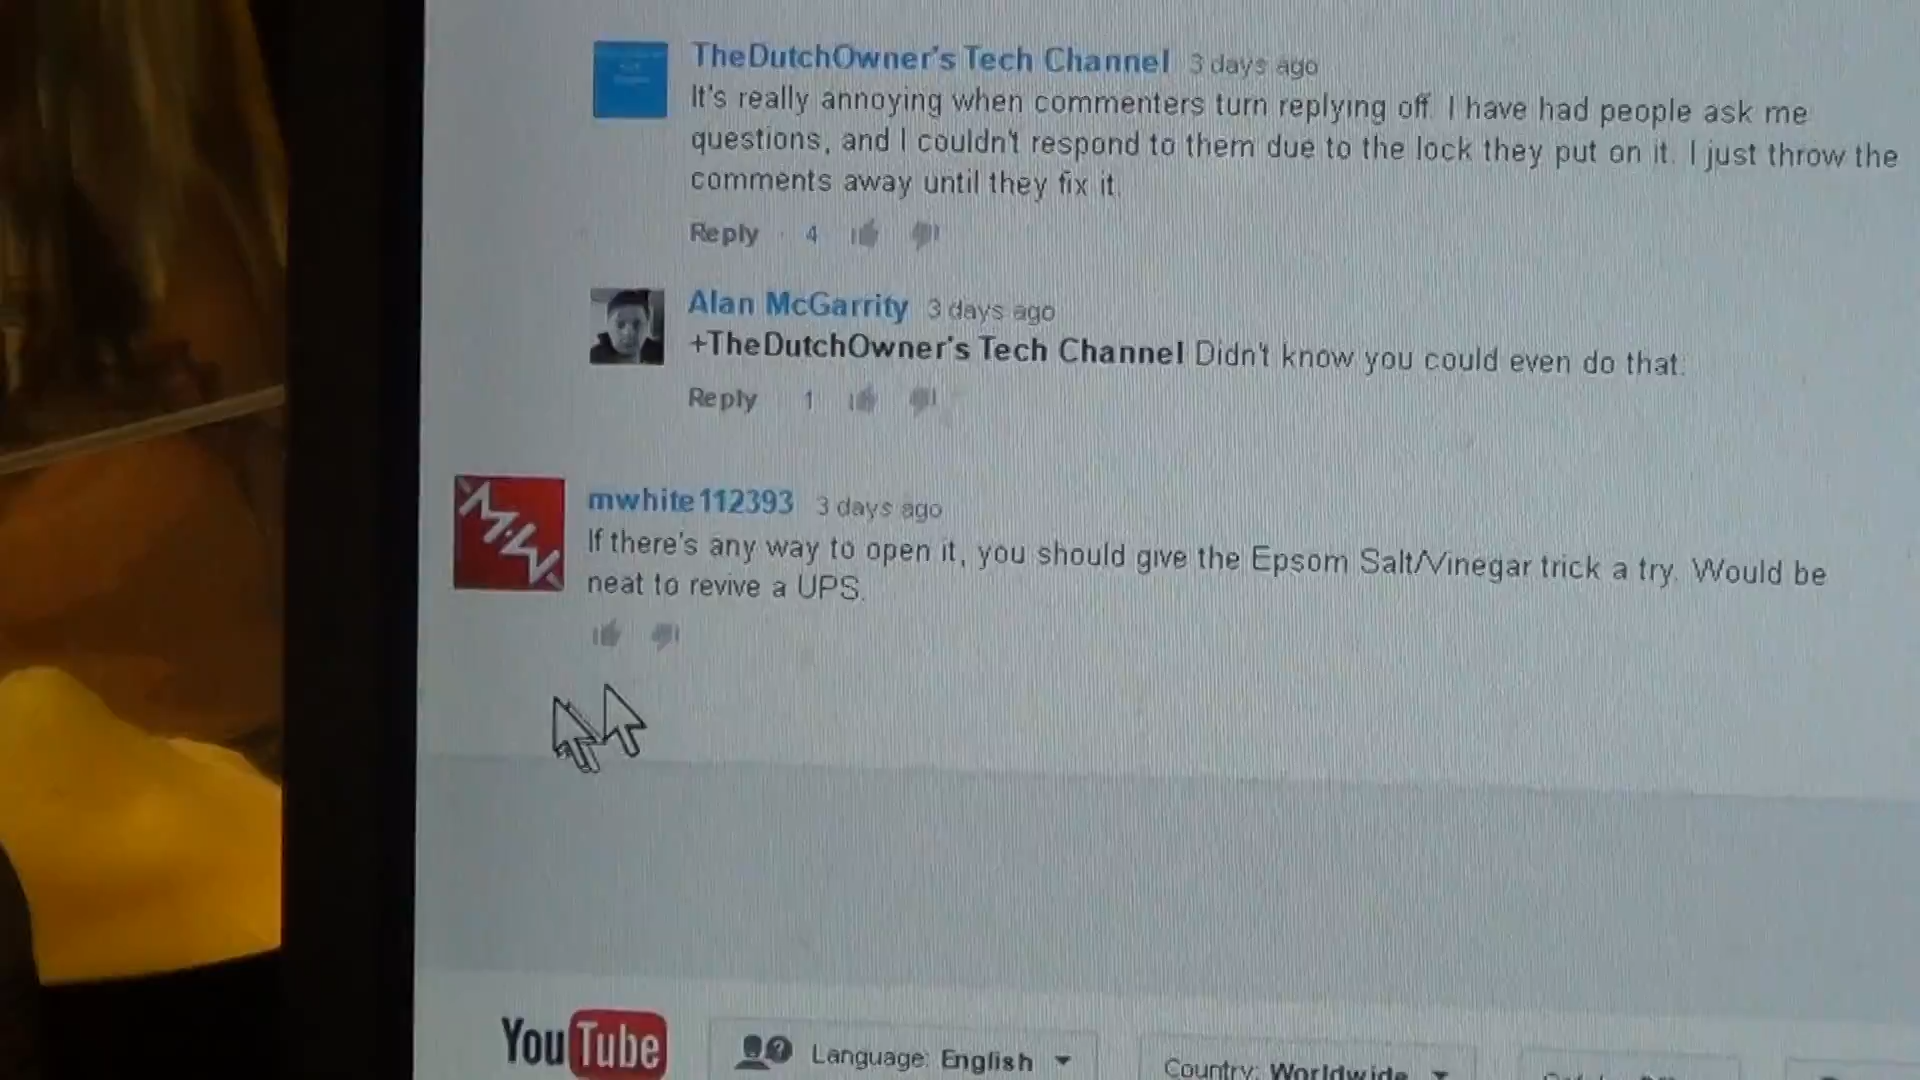 TheDutchOwner's Tech Channel 3 days ago
It's really annoying when commenters turn replying off. I have had people ask me
questions, and I couldn't respond to them due to the lock they put on it. I just throw the
comments away until they fix it.
Reply · 4
Alan McGarrity 3 days ago
+TheDutchOwner's Tech Channel Didn't know you could even do that.
Reply 1
M.W
mwhite112393 3 days ago
If there's any way to open it, you should give the Epsom Salt/Vinegar trick a try. Would be
neat to revive a UPS.
YouTube
Language: English
Country: Worldwide